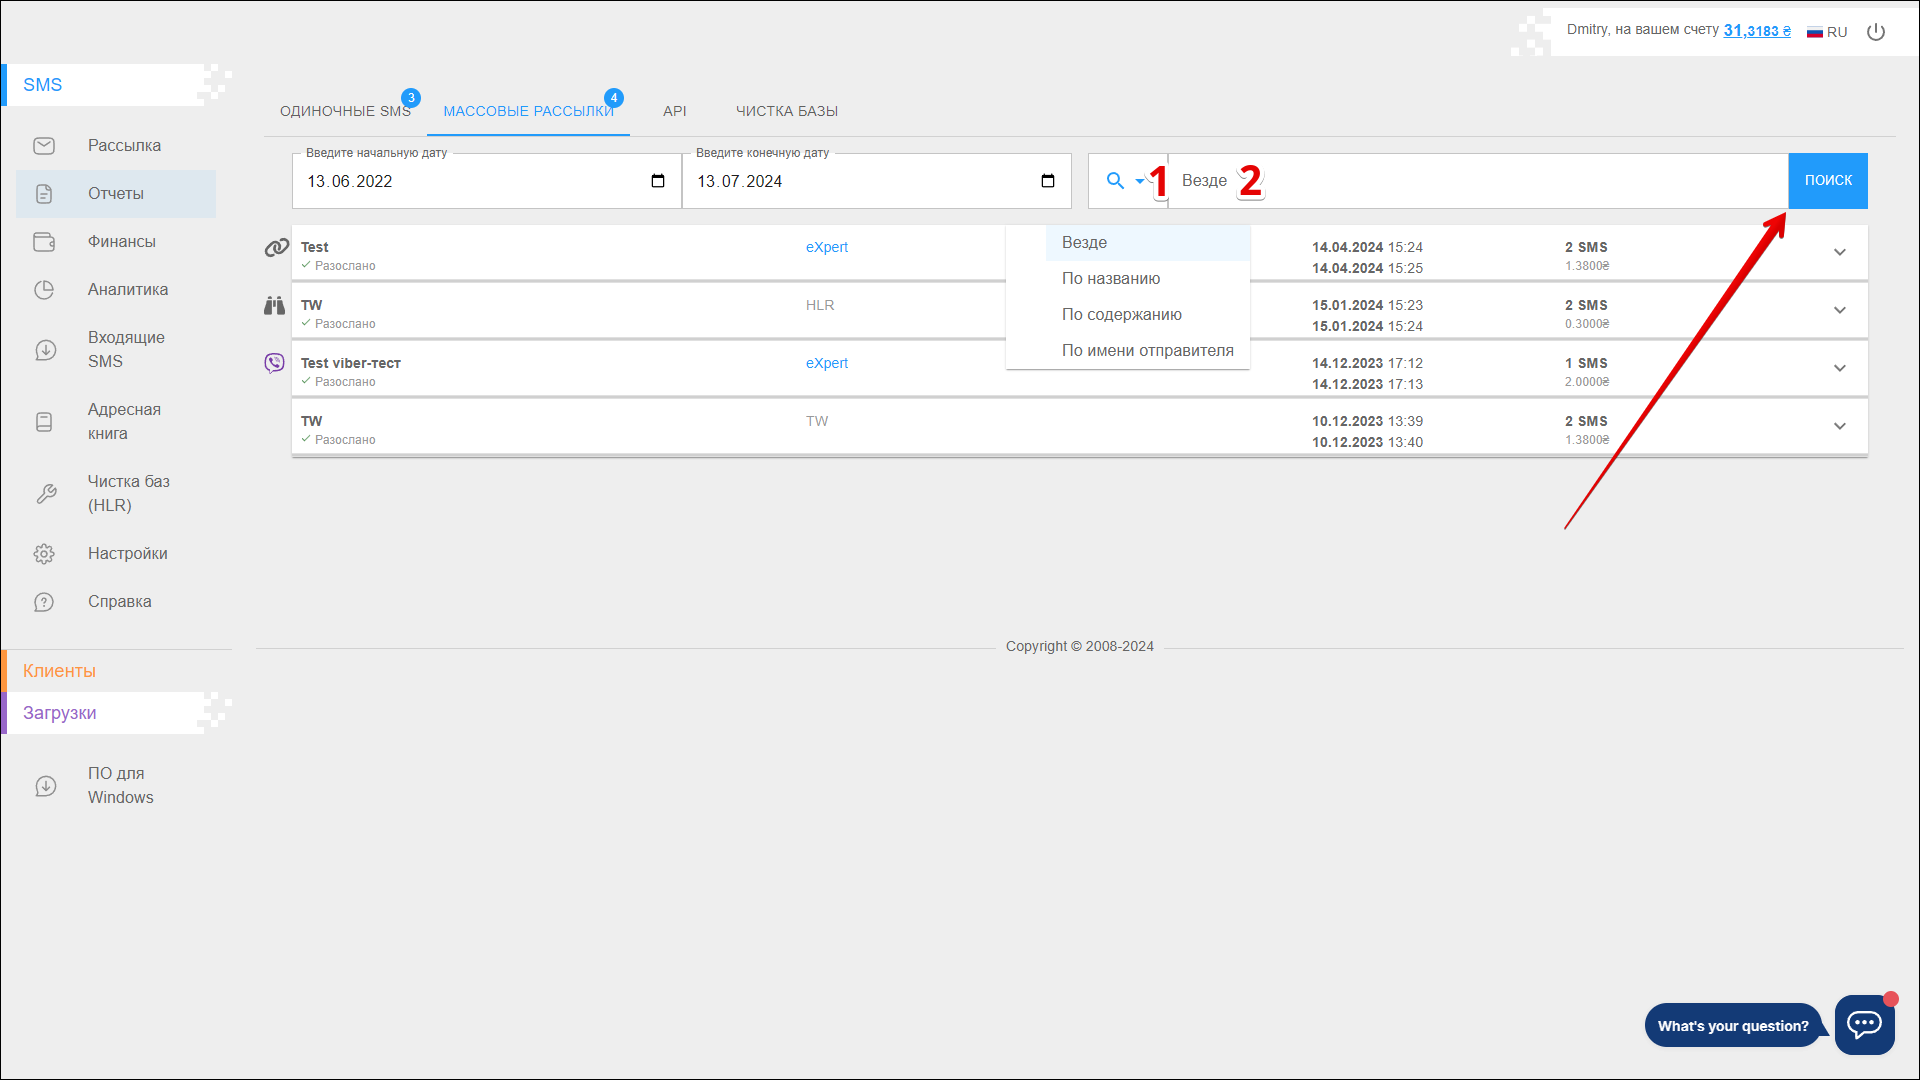 Dmitry, на вашем счету 31,3183 ₴ RU
SMS
Рассылка
Отчеты
Финансы
Аналитика
Входящие
SMS
Адресная
книга
Чистка баз
(HLR)
Настройки
Справка
Клиенты
Загрузки
ПО для
Windows
ОДИНОЧНЫЕ SMS 3
МАССОВЫЕ РАССЫЛКИ 4
API
ЧИСТКА БАЗЫ
Введите начальную дату
13.06.2022
Введите конечную дату
13.07.2024
1
Везде 2
ПОИСК
Везде
По названию
По содержанию
По имени отправителя
Test eXpert 14.04.2024 15:24 2 SMS
Разослано 14.04.2024 15:25 1.3800₴
TW HLR 15.01.2024 15:23 2 SMS
Разослано 15.01.2024 15:24 0.3000₴
Test viber-тест eXpert 14.12.2023 17:12 1 SMS
Разослано 14.12.2023 17:13 2.0000₴
TW TW 10.12.2023 13:39 2 SMS
Разослано 10.12.2023 13:40 1.3800₴
Copyright © 2008-2024
What's your question?